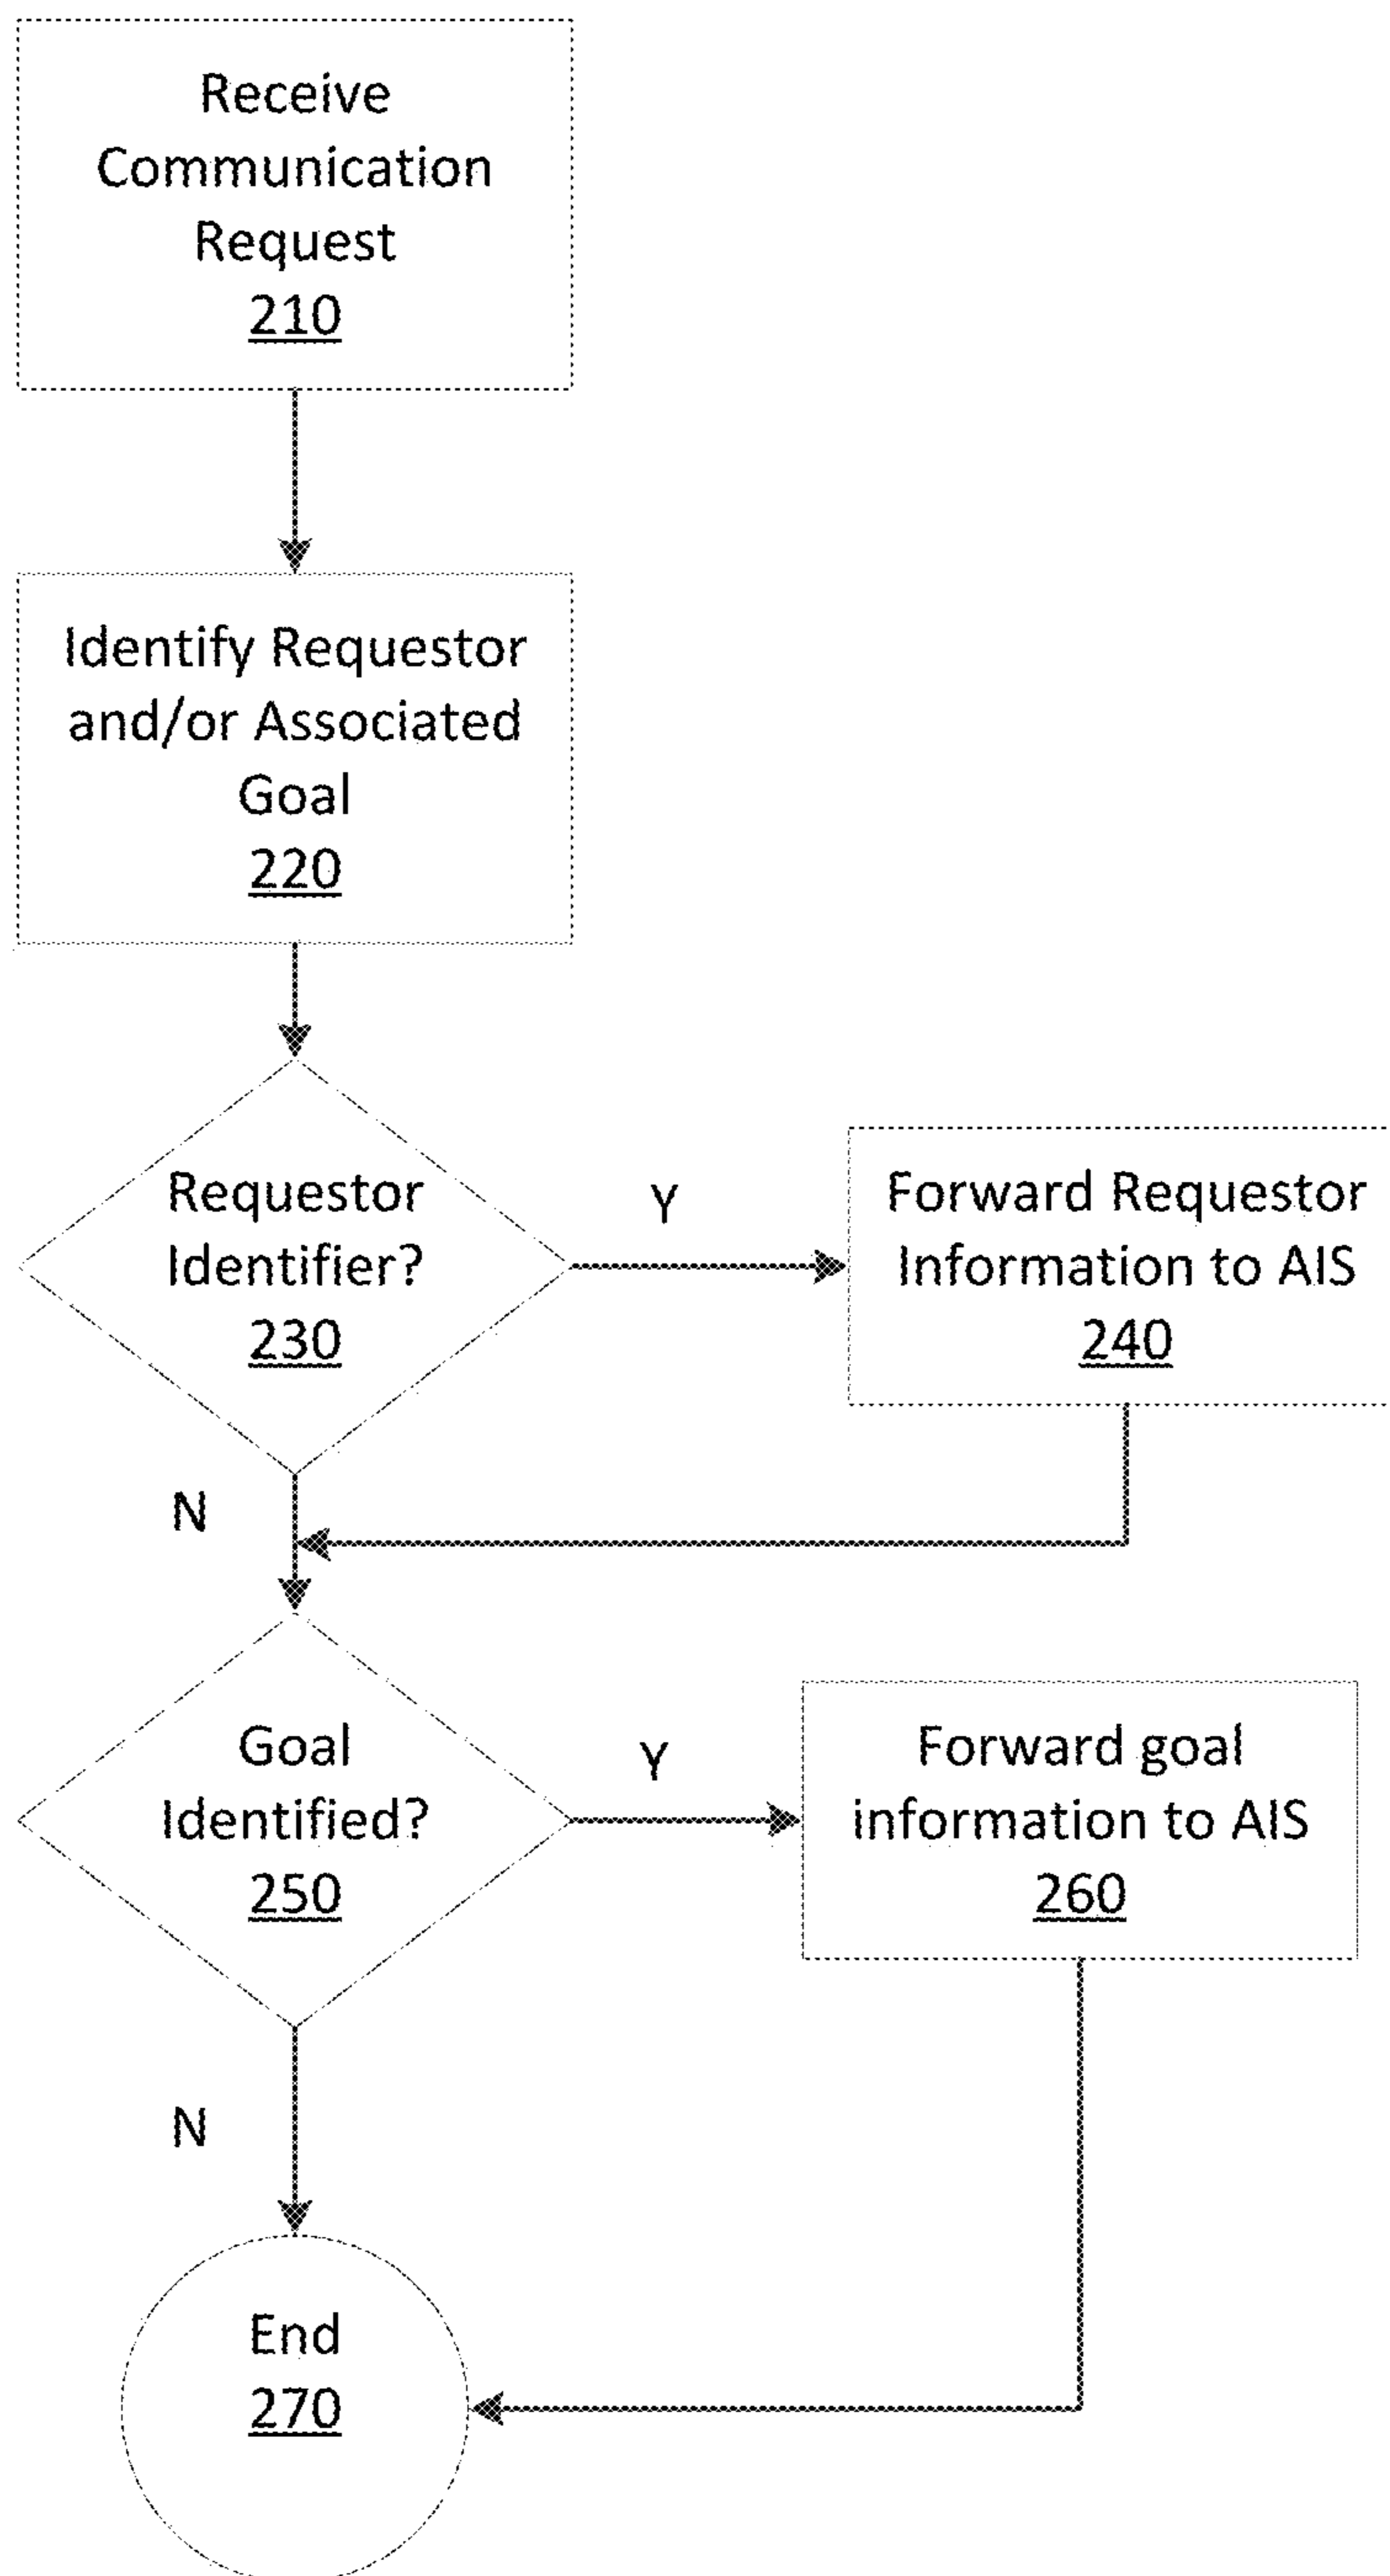 Receive
Communication
Request
210
Identify Requestor
and/or Associated
Goal
220
Requestor
Identifier?
230
Y
Forward Requestor
Information to AIS
240
N
Goal
Identified?
250
Y
Forward goal
information to AIS
260
N
End
270